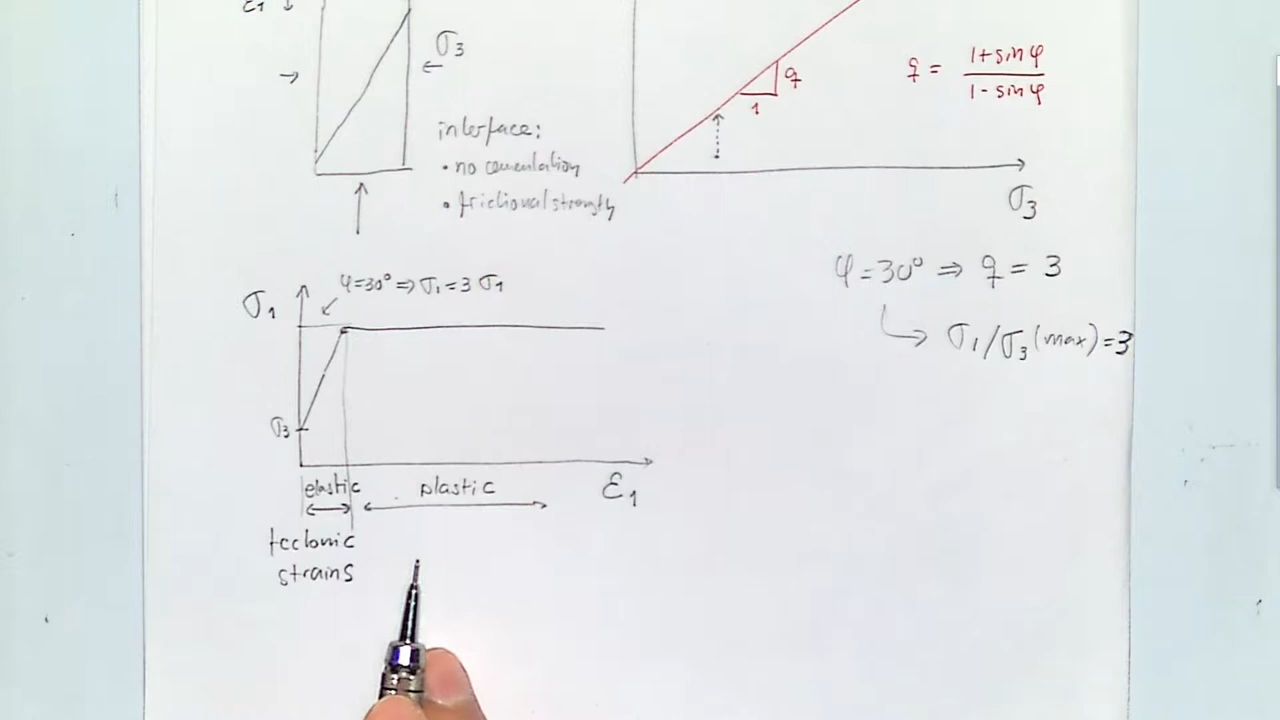 ε1 ↓
σ3
→
←
interface:
• no cementation
• frictional strength
q
1
q = 1+sin φ / 1-sin φ
σ3
φ=30° ⇒ q = 3
σ1/σ3 (max) = 3
φ=30° ⇒ σ1 = 3 σ1
σ1
σ3
elastic
plastic
ε1
tectonic
strains